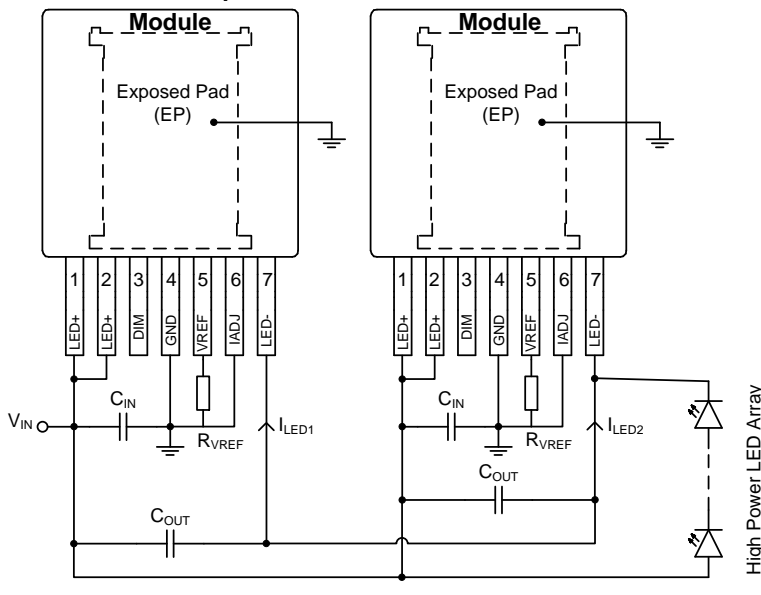 Module
Exposed Pad
(EP)
1 2 3 4 5 6 7
LED+ LED+ DIM GND VREF IADJ LED-
VIN
CIN
RVREF
ILED1
COUT
Module
Exposed Pad
(EP)
1 2 3 4 5 6 7
LED+ LED+ DIM GND VREF IADJ LED-
CIN
RVREF
ILED2
COUT
High Power LED Array